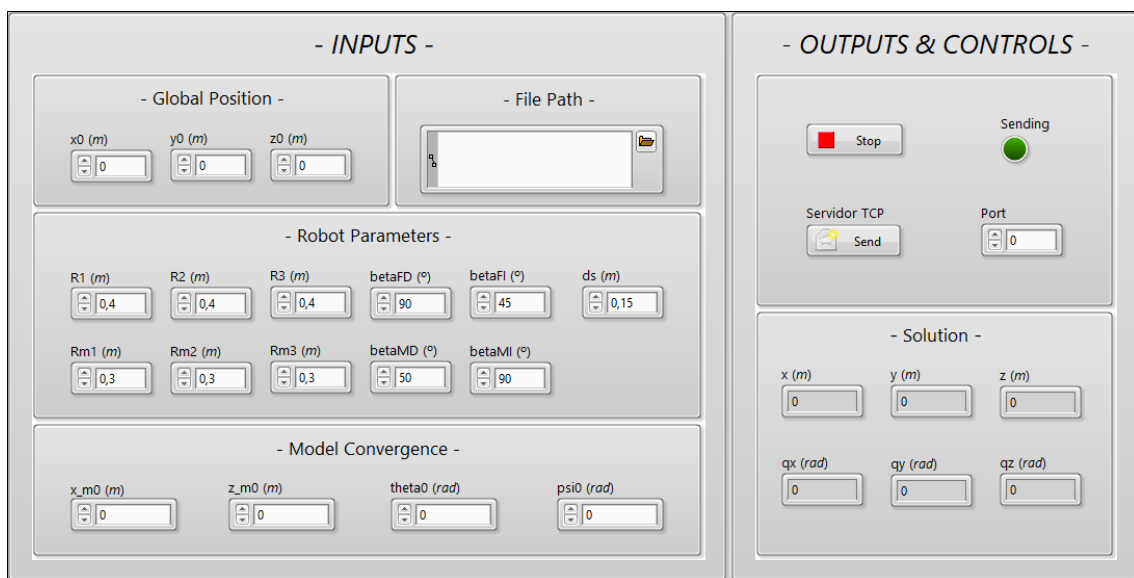 - INPUTS -
- Global Position -
x0 (m) y0 (m) z0 (m)
0 0 0
- File Path -
- Robot Parameters -
R1 (m) R2 (m) R3 (m) betaFD (º) betaFI (º) ds (m)
0,4 0,4 0,4 90 45 0,15
Rm1 (m) Rm2 (m) Rm3 (m) betaMD (º) betaMI (º)
0,3 0,3 0,3 50 90
- Model Convergence -
x_m0 (m) z_m0 (m) theta0 (rad) psi0 (rad)
0 0 0 0
- OUTPUTS & CONTROLS -
Sending
Stop
Servidor TCP Port
Send 0
- Solution -
x (m) y (m) z (m)
0 0 0
qx (rad) qy (rad) qz (rad)
0 0 0